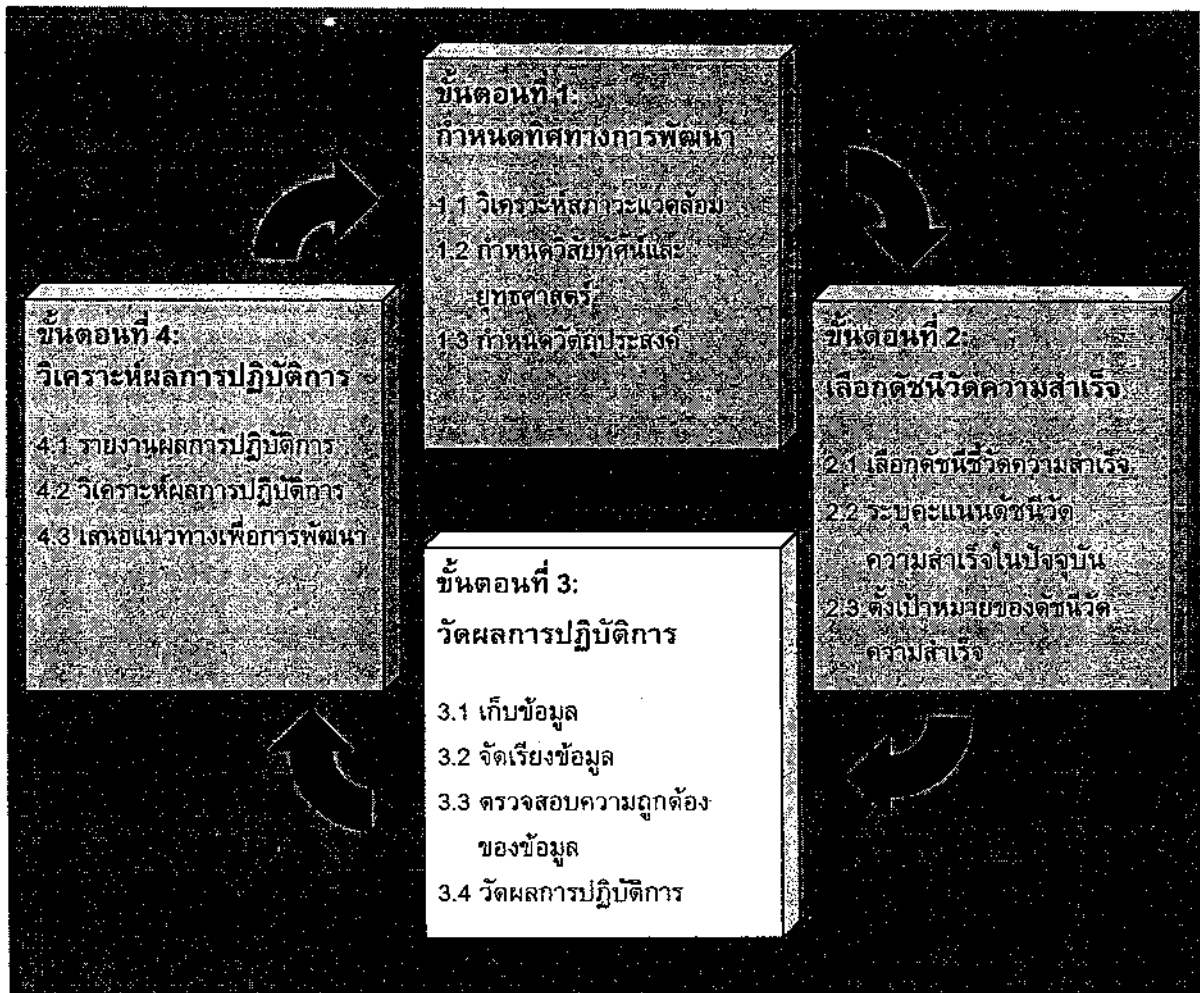 ขั้นตอนที่ 1:
กำหนดทิศทางการพัฒนา
1.1 วิเคราะห์สภาวะแวดล้อม
1.2 กำหนดวิสัยทัศน์และ
ยุทธศาสตร์
1.3 กำหนดวัตถุประสงค์
ขั้นตอนที่ 2:
เลือกดัชนีวัดความสำเร็จ
2.1 เลือกดัชนีชี้วัดความสำเร็จ
2.2 ระบุคะแนนดัชนีวัด
ความสำเร็จในปัจจุบัน
2.3 ตั้งเป้าหมายของดัชนีวัด
ความสำเร็จ
ขั้นตอนที่ 3:
วัดผลการปฏิบัติการ
3.1 เก็บข้อมูล
3.2 จัดเรียงข้อมูล
3.3 ตรวจสอบความถูกต้อง
ของข้อมูล
3.4 วัดผลการปฏิบัติการ
ขั้นตอนที่ 4:
วิเคราะห์ผลการปฏิบัติการ
4.1 รายงานผลการปฏิบัติการ
4.2 วิเคราะห์ผลการปฏิบัติการ
4.3 เสนอแนวทางเพื่อการพัฒนา